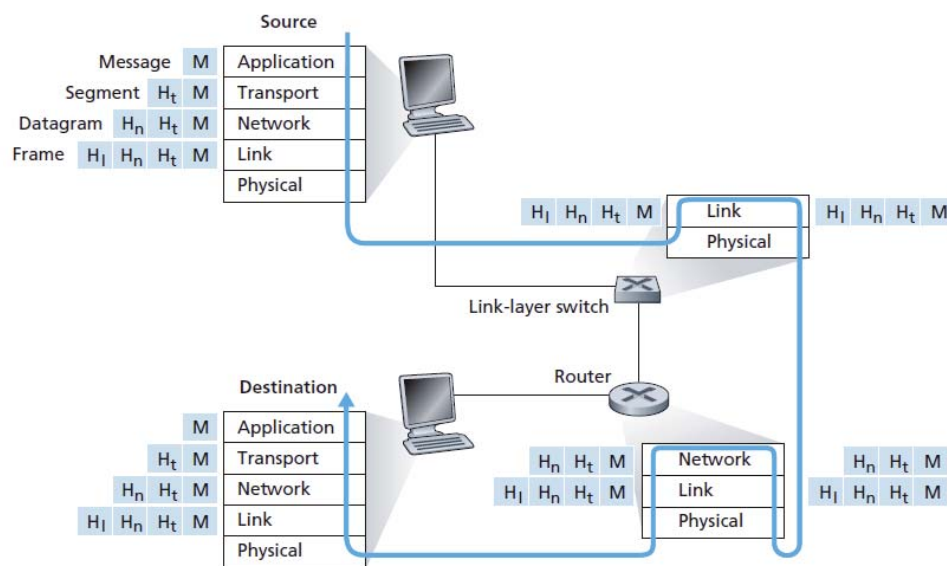 Source
Message M Application
Segment Ht M Transport
Datagram Hn Ht M Network
Frame Hl Hn Ht M Link
Physical
Hl Hn Ht M Link Hl Hn Ht M
Physical
Link-layer switch
Router
Destination
M Application
Ht M Transport
Hn Ht M Network
Hl Hn Ht M Link
Physical
Hn Ht M Network Hn Ht M
Hl Hn Ht M Link Hl Hn Ht M
Physical